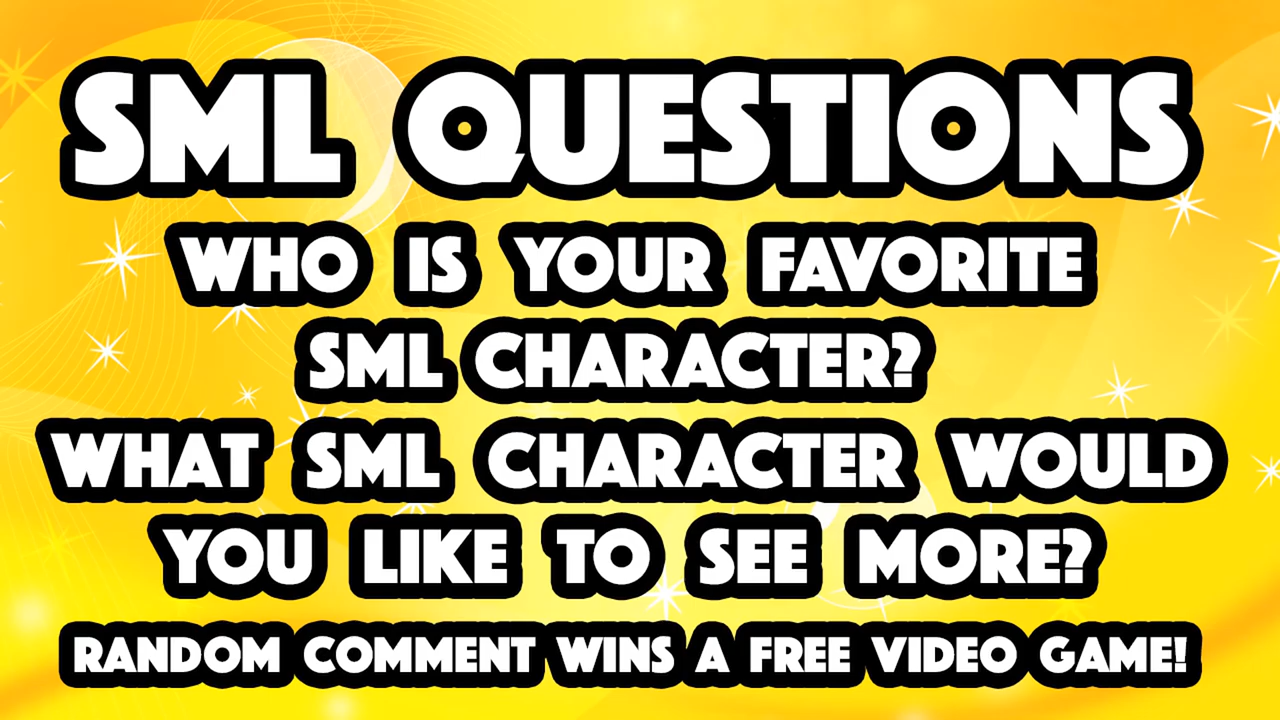 SML QUESTIONS
WHO IS YOUR FAVORITE
SML CHARACTER?
WHAT SML CHARACTER WOULD
YOU LIKE TO SEE MORE?
RANDOM COMMENT WINS A FREE VIDEO GAME!